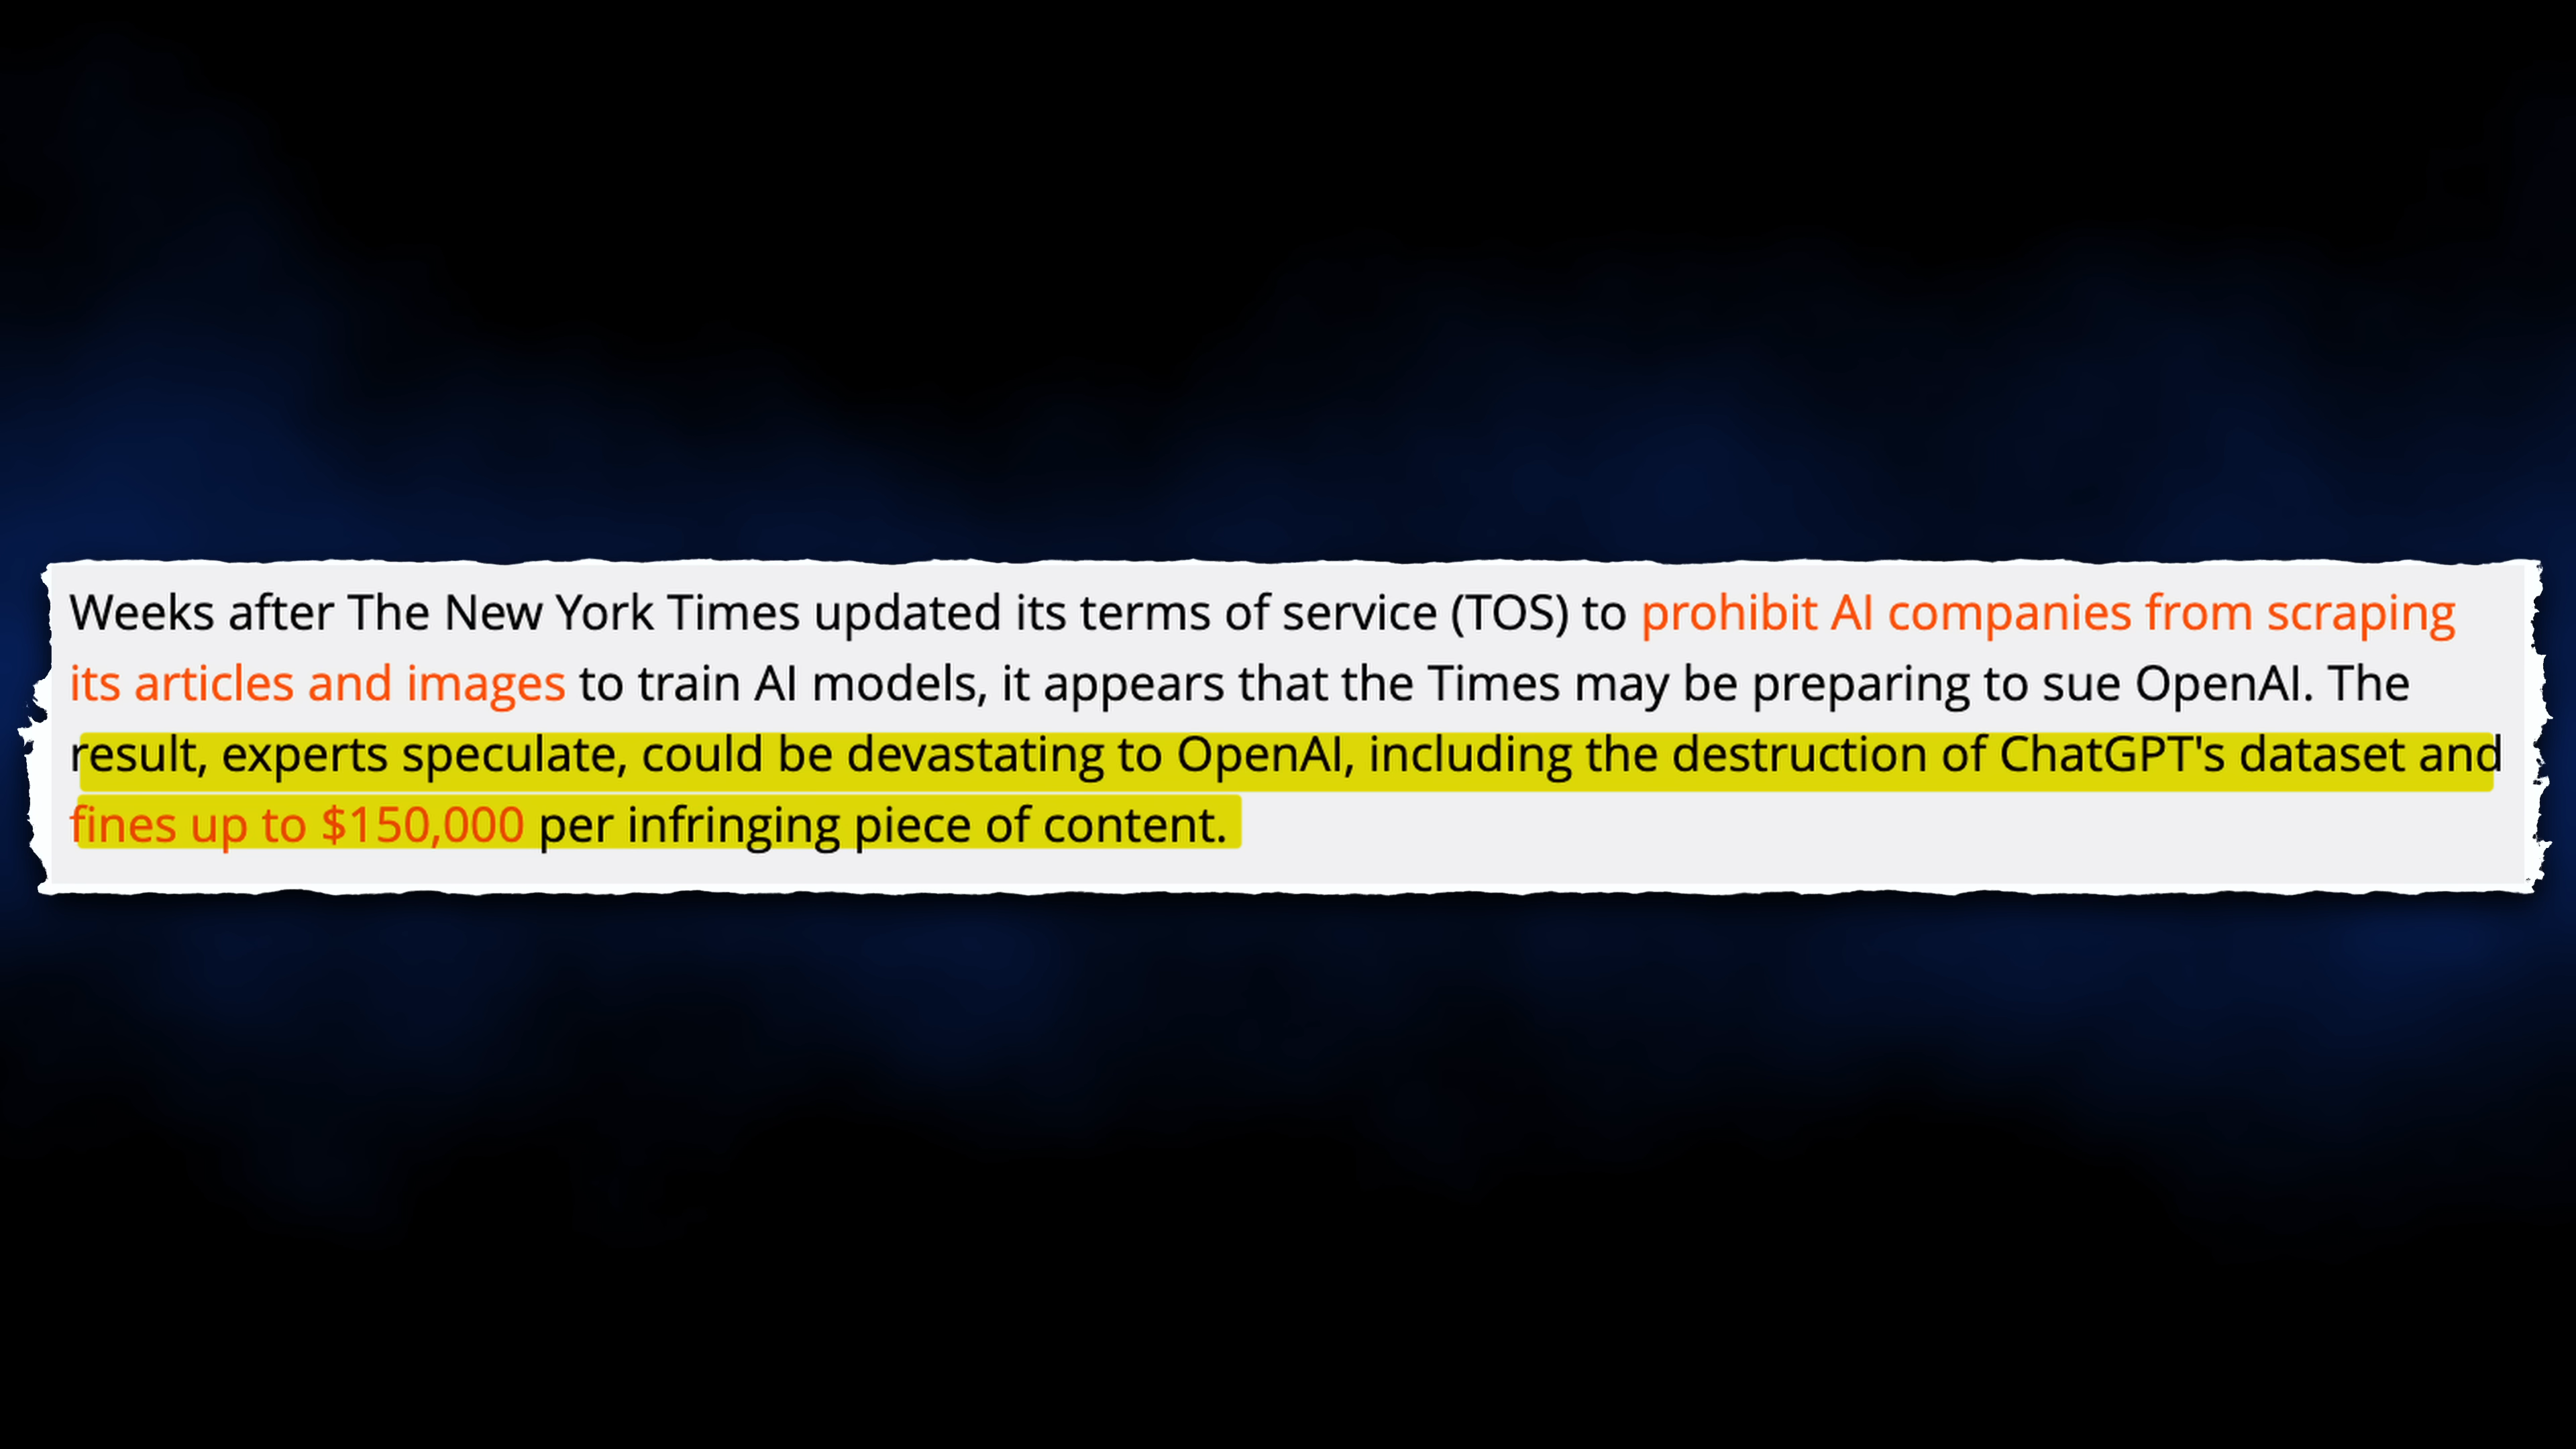 Weeks after The New York Times updated its terms of service (TOS) to prohibit AI companies from scraping
its articles and images to train AI models, it appears that the Times may be preparing to sue OpenAI. The
result, experts speculate, could be devastating to OpenAI, including the destruction of ChatGPT's dataset and
fines up to $150,000 per infringing piece of content.